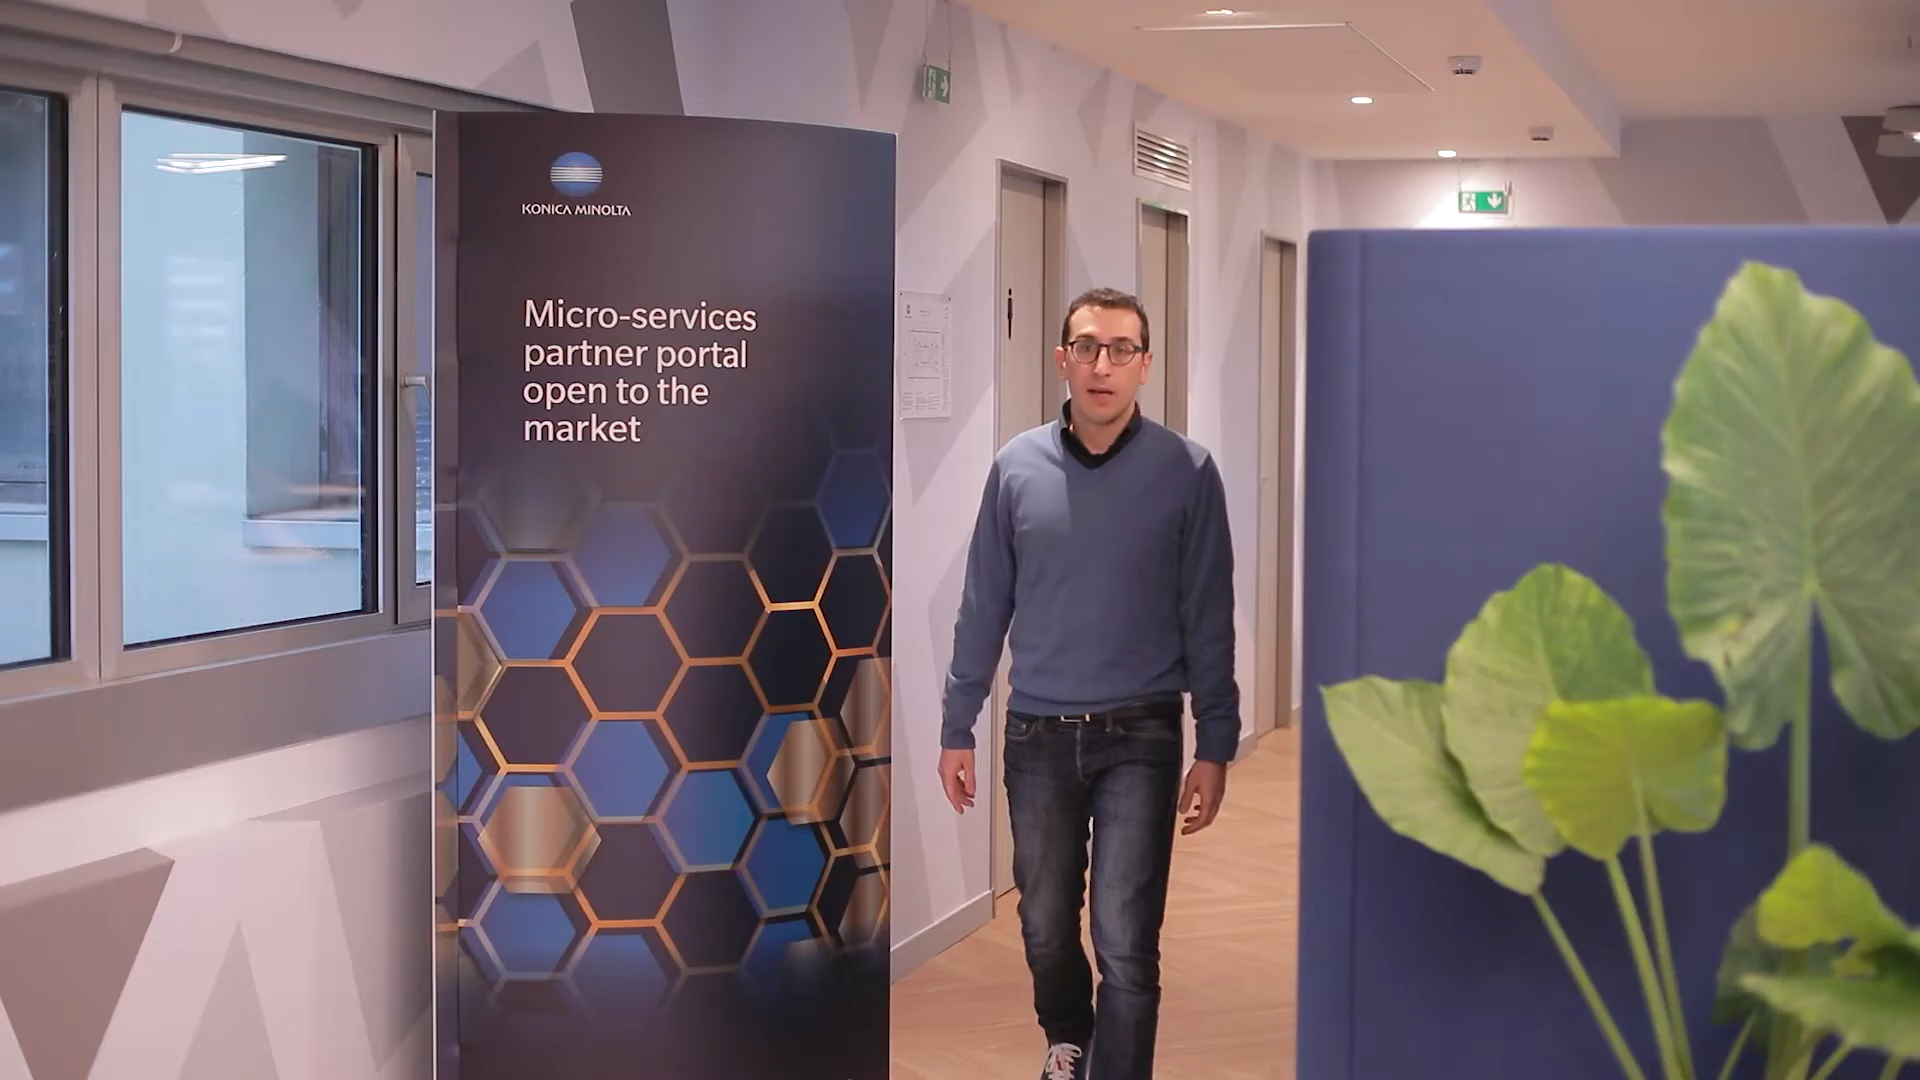 KONICA MINOLTA
Micro-services
partner portal
open to the
market